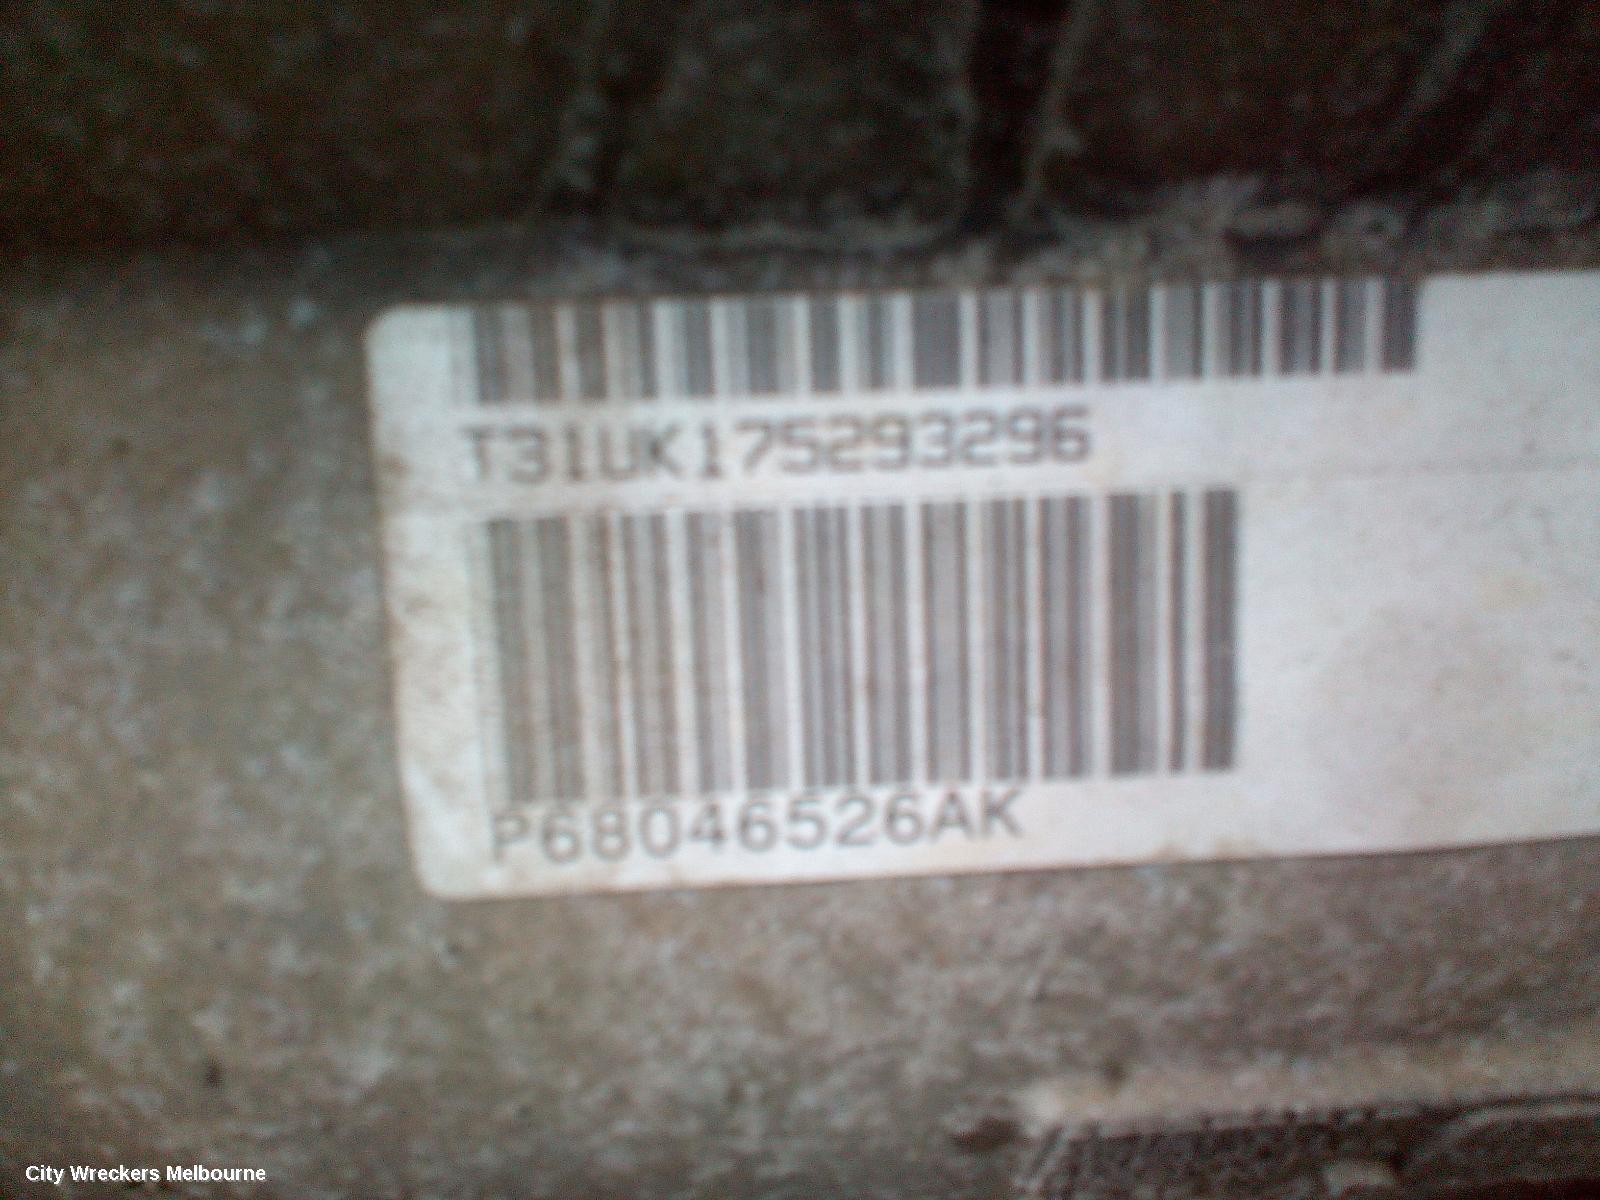 T31UK175293296
P68046526AK
City Wreckers Melbourne